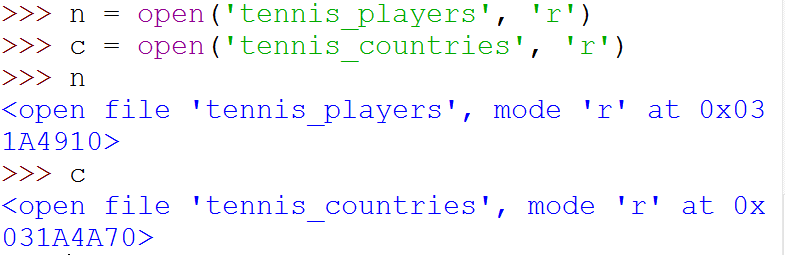 >>> n = open('tennis_players', 'r')
>>> c = open('tennis_countries', 'r')
>>> n
<open file 'tennis_players', mode 'r' at 0x03
1A4910>
>>> c
<open file 'tennis_countries', mode 'r' at 0x
031A4A70>